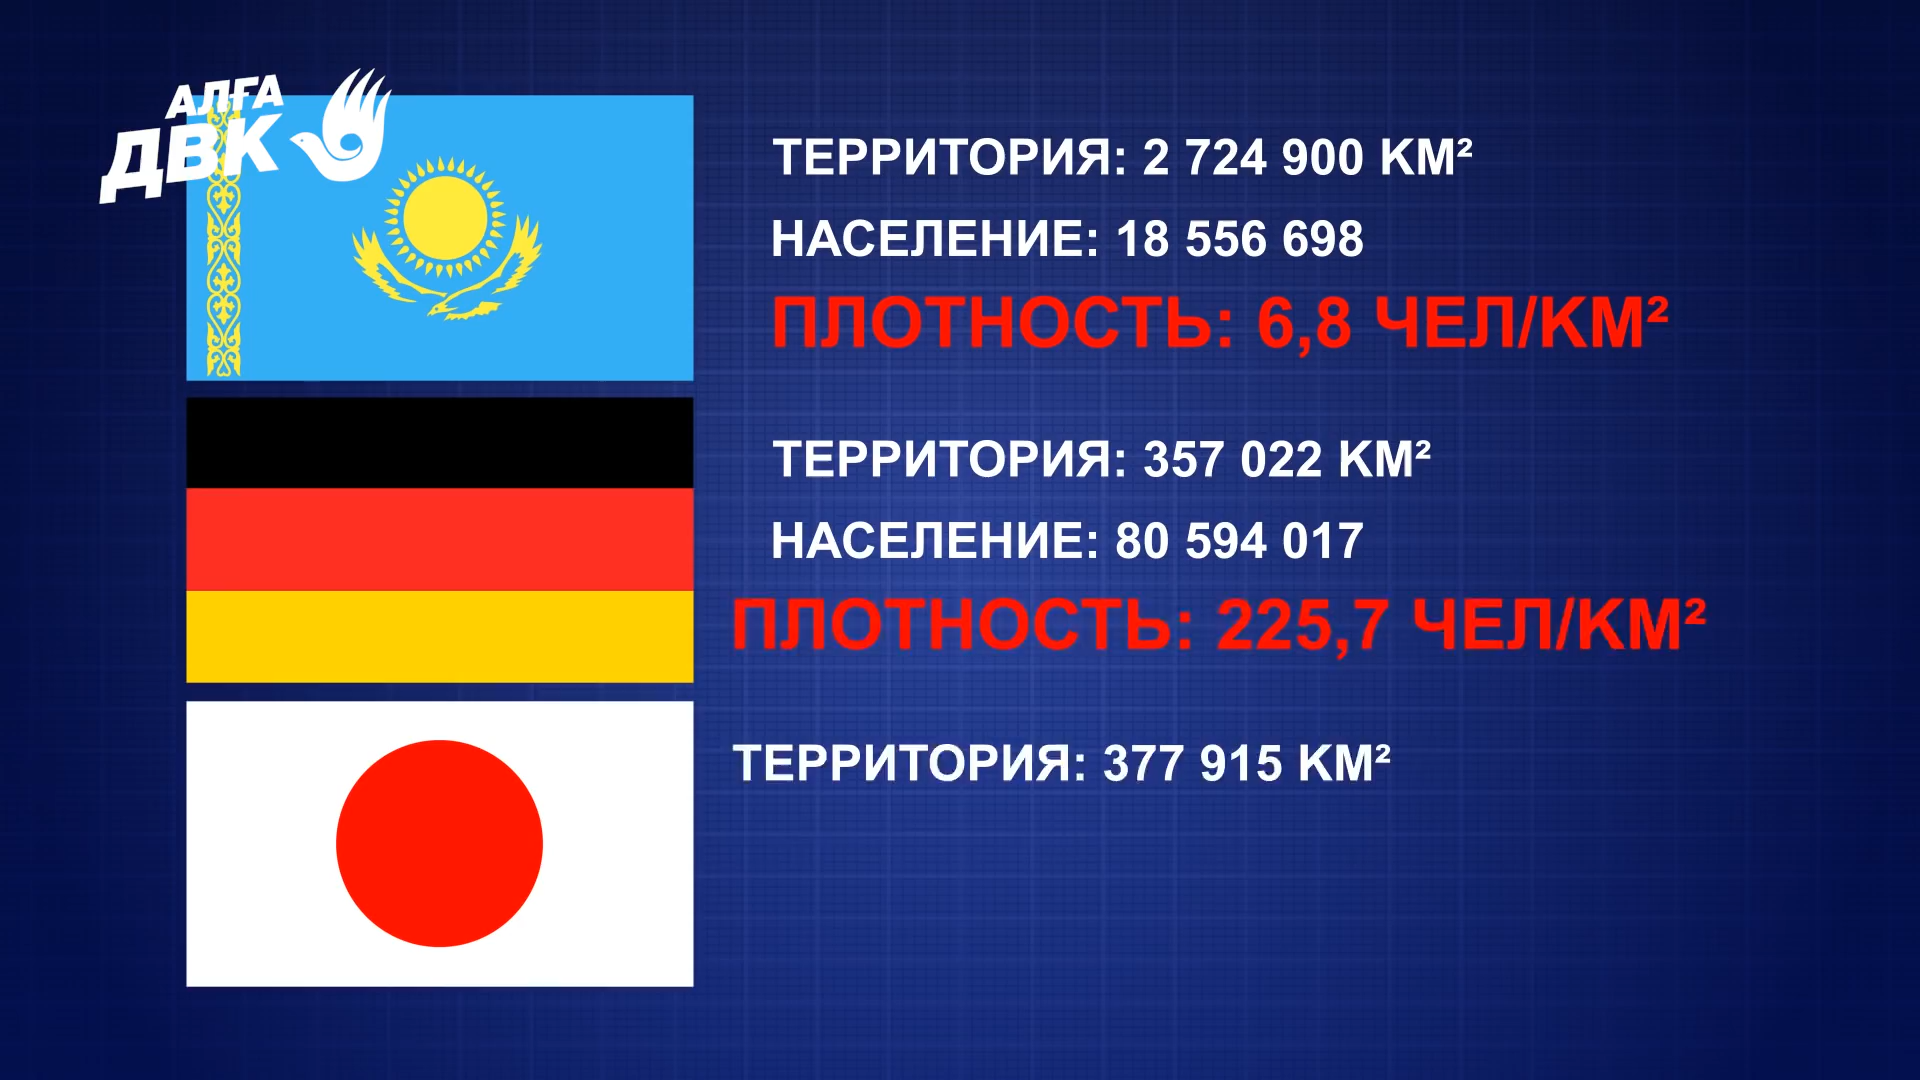 АЛҒА
ДВК
ТЕРРИТОРИЯ: 2 724 900 КМ²
НАСЕЛЕНИЕ: 18 556 698
ПЛОТНОСТЬ: 6,8 ЧЕЛ/КМ²
ТЕРРИТОРИЯ: 357 022 КМ²
НАСЕЛЕНИЕ: 80 594 017
ПЛОТНОСТЬ: 225,7 ЧЕЛ/КМ²
ТЕРРИТОРИЯ: 377 915 КМ²